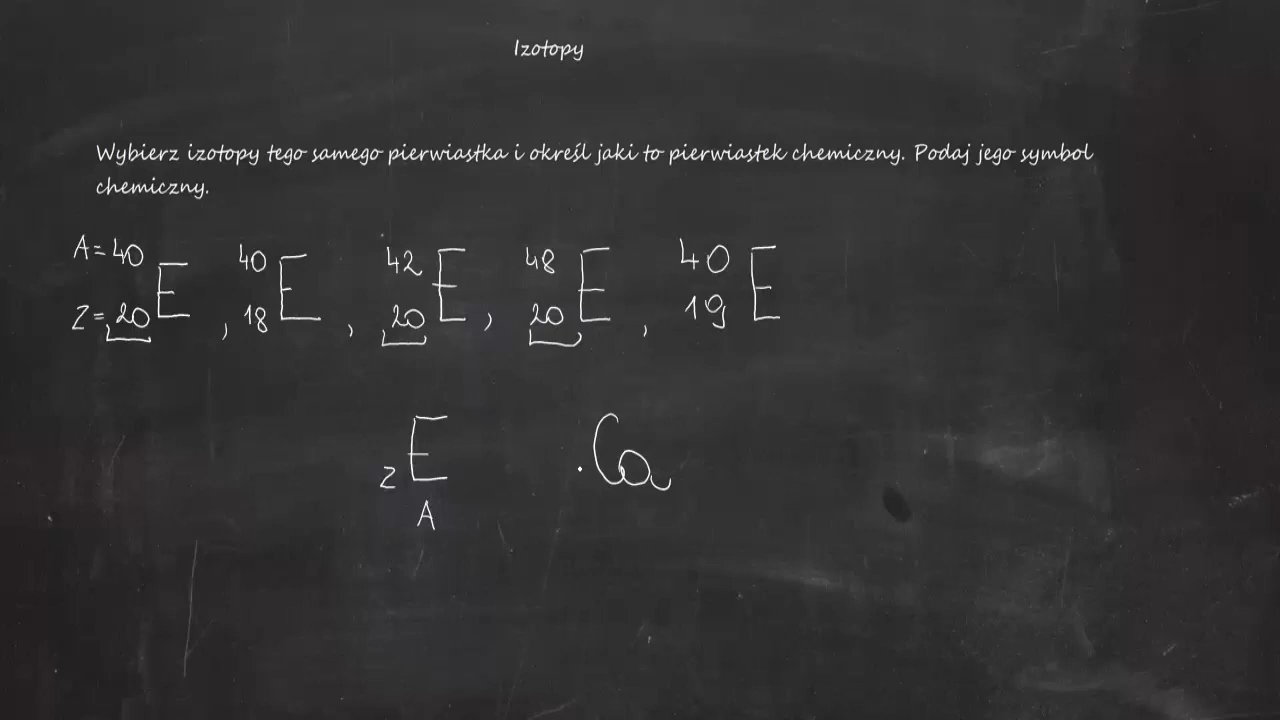 Izotopy
Wybierz izotopy tego samego pierwiastka i określ jaki to pierwiastek chemiczny. Podaj jego symbol
chemiczny.
A=40 E 40 E 42 E 48 E 40 E
Z=20 , 18 , 20 , 20 , 19
z E . Ca
A